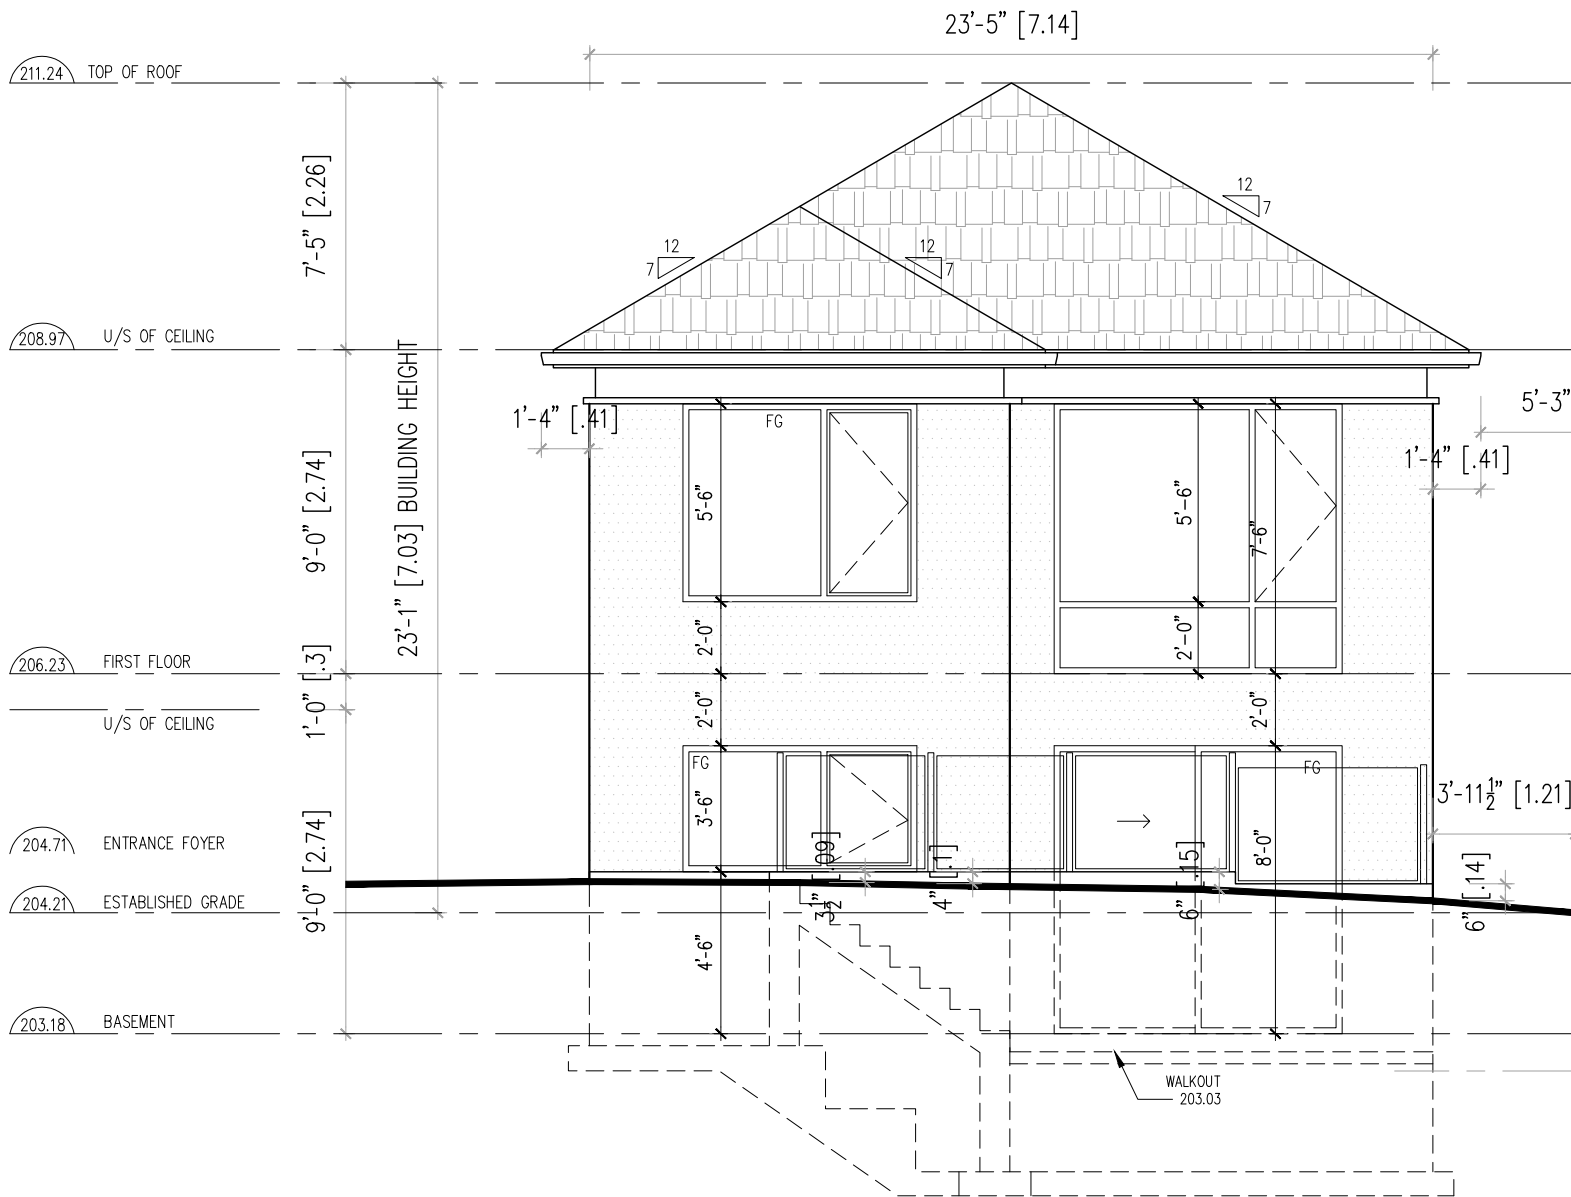 23'-5" [7.14]
211.24 TOP OF ROOF
7'-5" [2.26]
12
7
12
7
12
7
208.97 U/S OF CEILING
23'-1" [7.03] BUILDING HEIGHT
1'-4" [.41]
FG
5'-3"
1'-4" [.41]
9'-0" [2.74]
5'-6"
5'-6"
7'-6"
2'-0"
2'-0"
206.23 FIRST FLOOR
1'-0" [.3]
U/S OF CEILING
2'-0"
2'-0"
FG
FG
3'-6"
3'-11½" [1.21]
204.71 ENTRANCE FOYER
8'-0"
9'-0" [2.74]
3½" [.09]
4" [.1]
6" [.15]
6" [.14]
204.21 ESTABLISHED GRADE
4'-6"
203.18 BASEMENT
WALKOUT
203.03